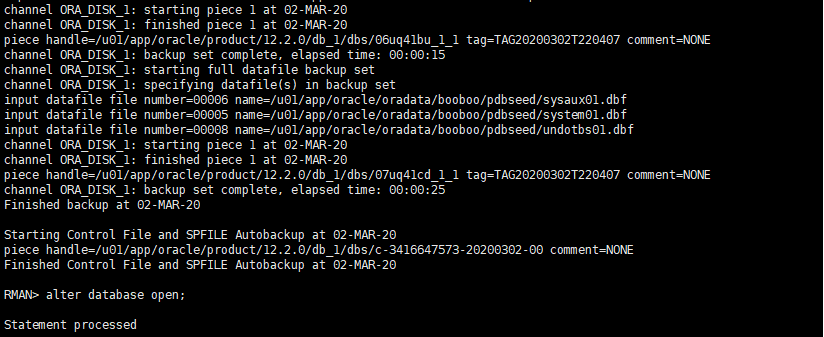 channel ORA_DISK_1: starting piece 1 at 02-MAR-20
channel ORA_DISK_1: finished piece 1 at 02-MAR-20
piece handle=/u01/app/oracle/product/12.2.0/db_1/dbs/06uq41bu_1_1 tag=TAG20200302T220407 comment=NONE
channel ORA_DISK_1: backup set complete, elapsed time: 00:00:15
channel ORA_DISK_1: starting full datafile backup set
channel ORA_DISK_1: specifying datafile(s) in backup set
input datafile file number=00006 name=/u01/app/oracle/oradata/booboo/pdbseed/sysaux01.dbf
input datafile file number=00005 name=/u01/app/oracle/oradata/booboo/pdbseed/system01.dbf
input datafile file number=00008 name=/u01/app/oracle/oradata/booboo/pdbseed/undotbs01.dbf
channel ORA_DISK_1: starting piece 1 at 02-MAR-20
channel ORA_DISK_1: finished piece 1 at 02-MAR-20
piece handle=/u01/app/oracle/product/12.2.0/db_1/dbs/07uq41cd_1_1 tag=TAG20200302T220407 comment=NONE
channel ORA_DISK_1: backup set complete, elapsed time: 00:00:25
Finished backup at 02-MAR-20

Starting Control File and SPFILE Autobackup at 02-MAR-20
piece handle=/u01/app/oracle/product/12.2.0/db_1/dbs/c-3416647573-20200302-00 comment=NONE
Finished Control File and SPFILE Autobackup at 02-MAR-20

RMAN> alter database open;

Statement processed